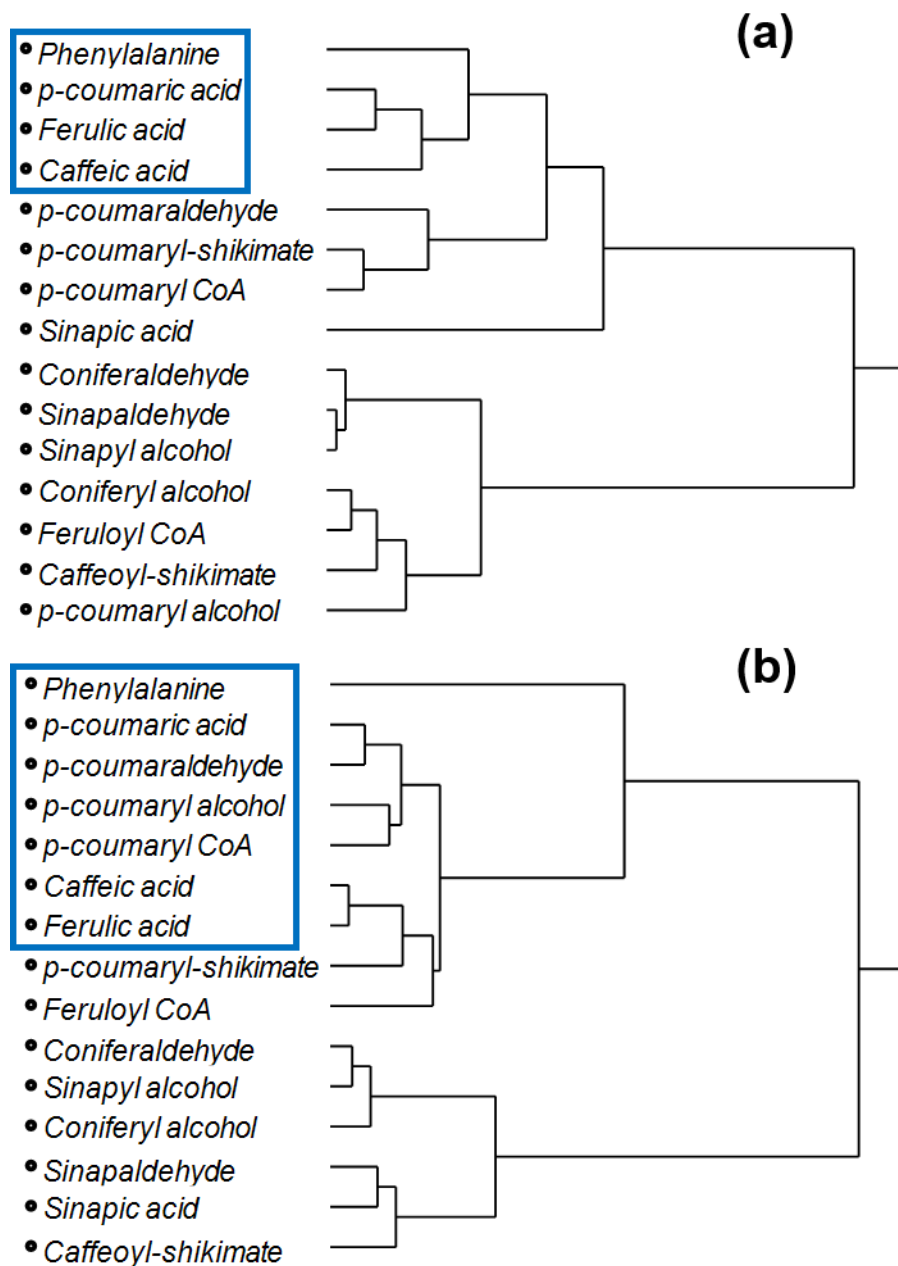 (a)
• Phenylalanine
• p-coumaric acid
• Ferulic acid
• Caffeic acid
• p-coumaraldehyde
• p-coumaryl-shikimate
• p-coumaryl CoA
• Sinapic acid
• Coniferaldehyde
• Sinapaldehyde
• Sinapyl alcohol
• Coniferyl alcohol
• Feruloyl CoA
• Caffeoyl-shikimate
• p-coumaryl alcohol
(b)
• Phenylalanine
• p-coumaric acid
• p-coumaraldehyde
• p-coumaryl alcohol
• p-coumaryl CoA
• Caffeic acid
• Ferulic acid
• p-coumaryl-shikimate
• Feruloyl CoA
• Coniferaldehyde
• Sinapyl alcohol
• Coniferyl alcohol
• Sinapaldehyde
• Sinapic acid
• Caffeoyl-shikimate